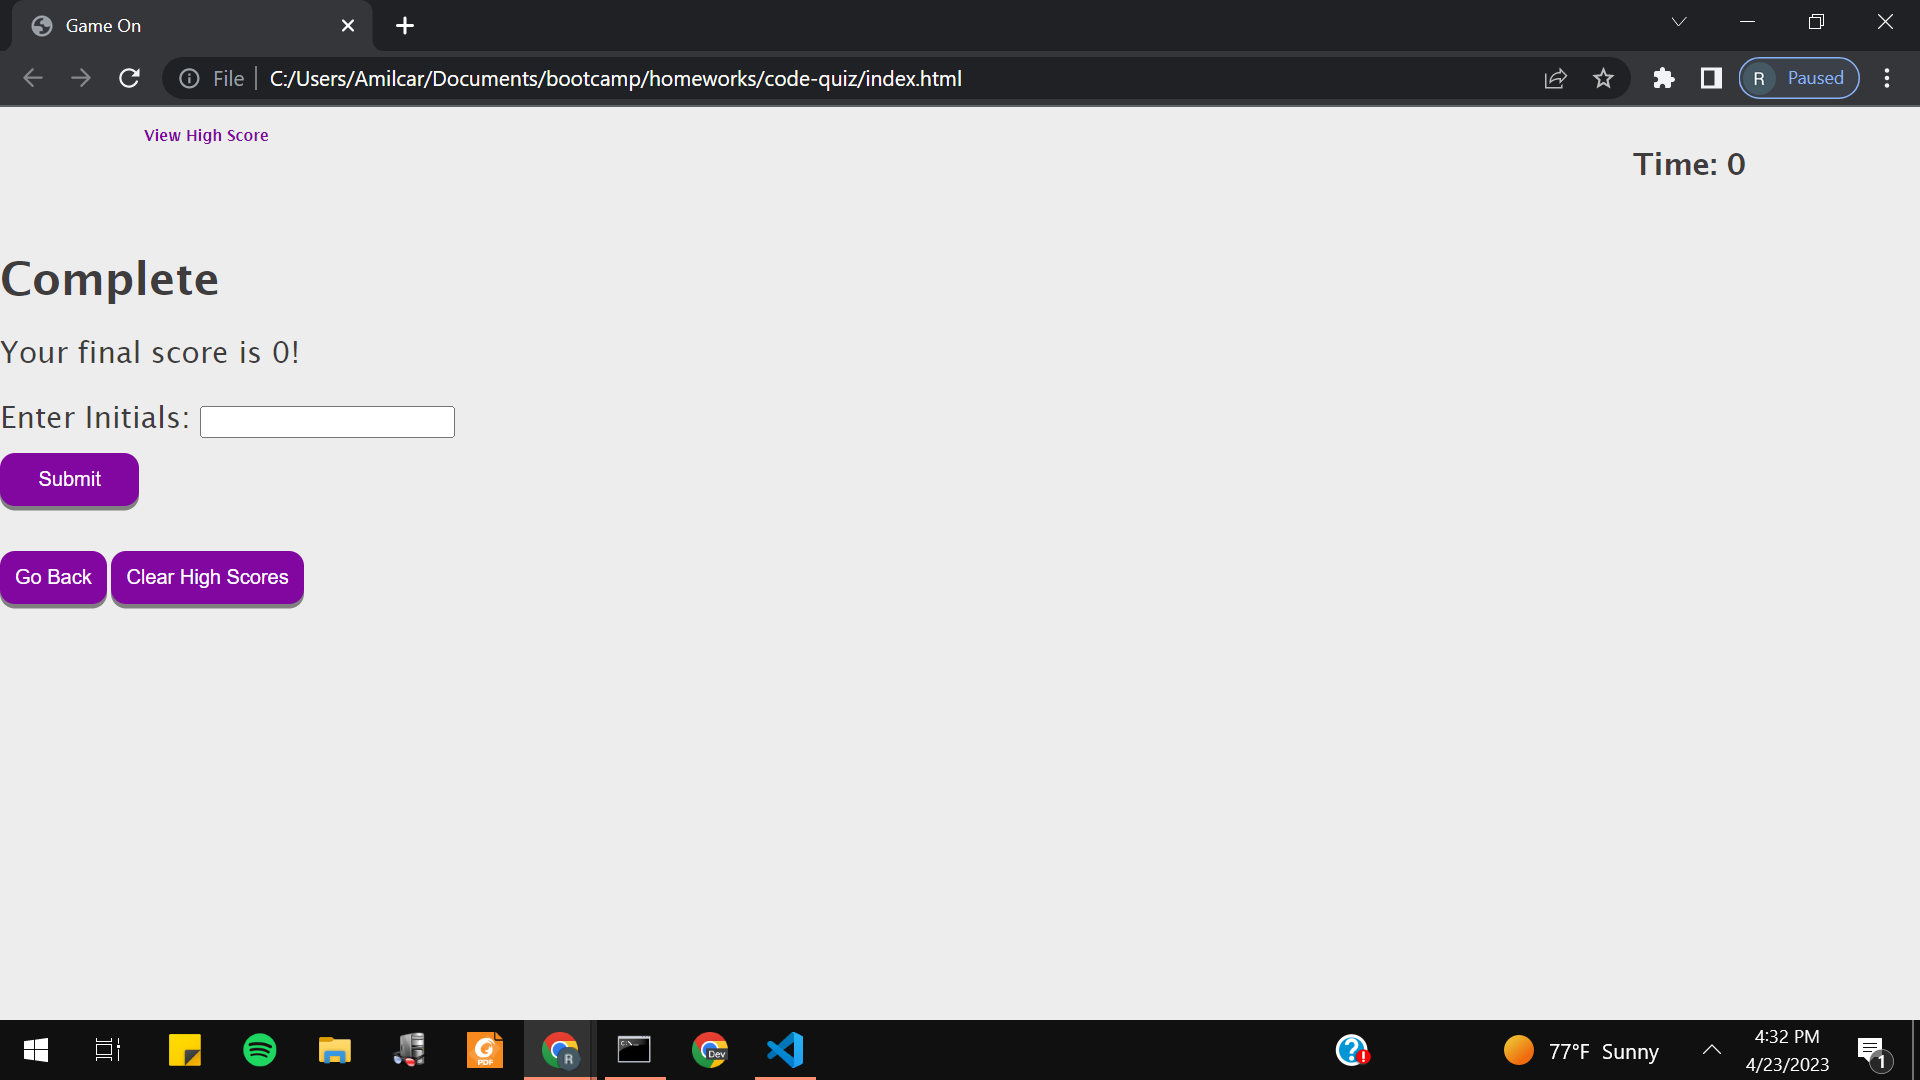 Game On
File
C:/Users/Amilcar/Documents/bootcamp/homeworks/code-quiz/index.html
R Paused
View High Score
Time: 0
Complete
Your final score is 0!
Enter Initials:
Submit
Go Back Clear High Scores
PDF
R
C:\_
Dev
77°F Sunny
4:32 PM
4/23/2023
1